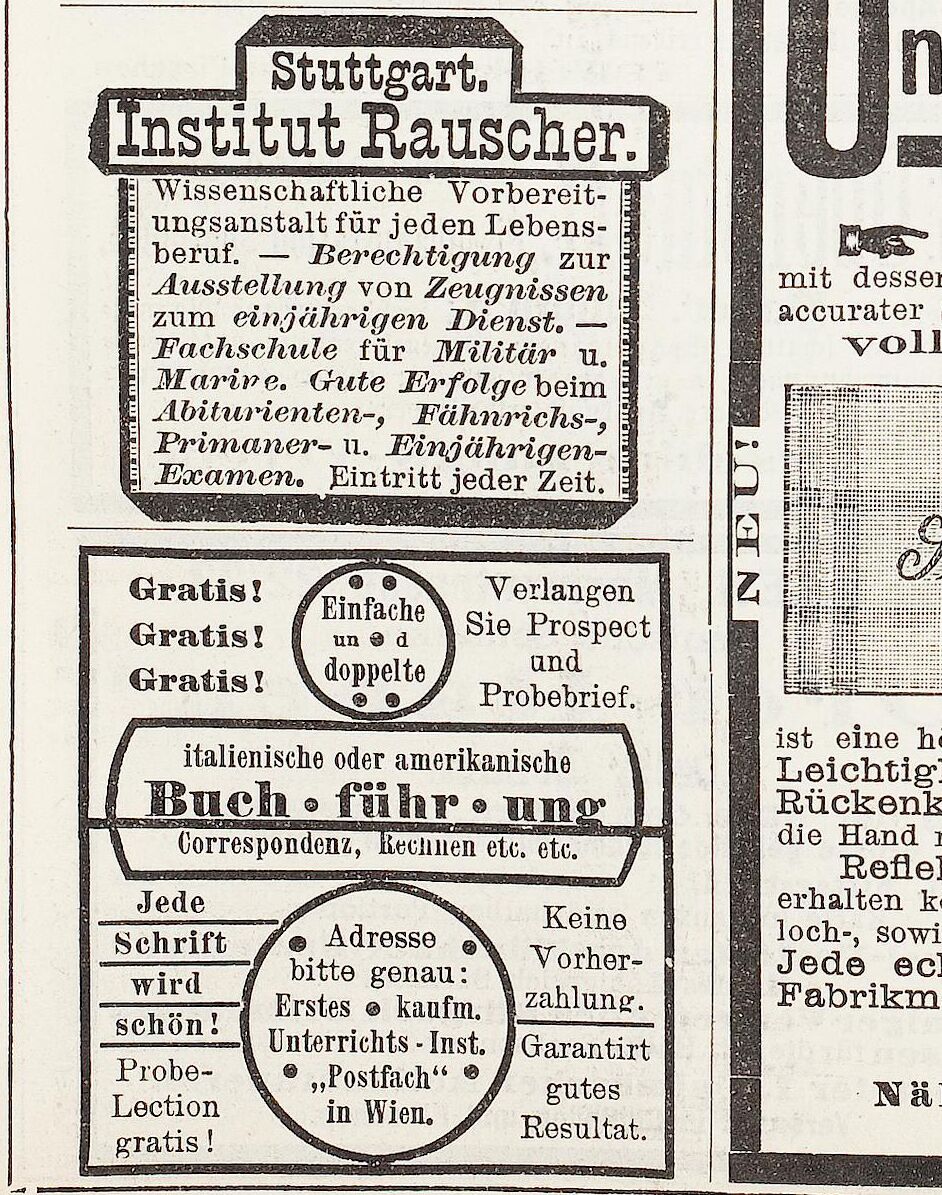 Stuttgart.
Institut Rauscher.
Wissenschaftliche Vorbereit-
ungsanstalt für jeden Lebens-
beruf. — Berechtigung zur
Ausstellung von Zeugnissen
zum einjährigen Dienst. —
Fachschule für Militär u.
Marine. Gute Erfolge beim
Abiturienten-, Fähnrichs-,
Primaner- u. Einjährigen-
Examen. Eintritt jeder Zeit.
Gratis!
Gratis!
Gratis!
Einfache
un d
doppelte
Verlangen
Sie Prospect
und
Probebrief.
italienische oder amerikanische
Buch • führ • ung
Correspondenz, Rechnen etc. etc.
Jede
Schrift
wird
schön!
Probe-
Lection
gratis!
Adresse
bitte genau:
Erstes • kaufm.
Unterrichts-Inst.
• „Postfach“ •
in Wien.
Keine
Vorher-
zahlung.
Garantirt
gutes
Resultat.
NEU!
Un
mit desse
accurater
voll
ist eine h
Leichtig
Rückenk
die Hand
Refle
erhalten k
loch-, sowi
Jede ec
Fabrikm
Nä